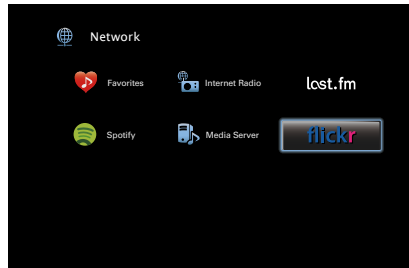 Network
Favorites Internet Radio last.fm
Spotify Media Server flickr